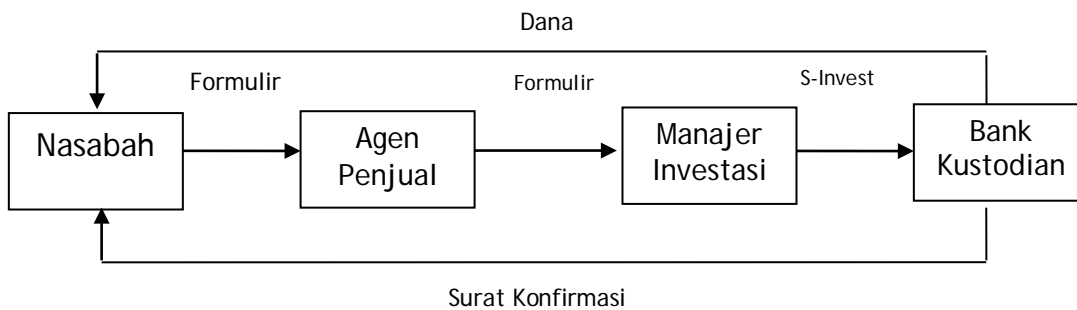 Dana
Formulir
Formulir
S-Invest
Nasabah
Agen
Penjual
Manajer
Investasi
Bank
Kustodian
Surat Konfirmasi